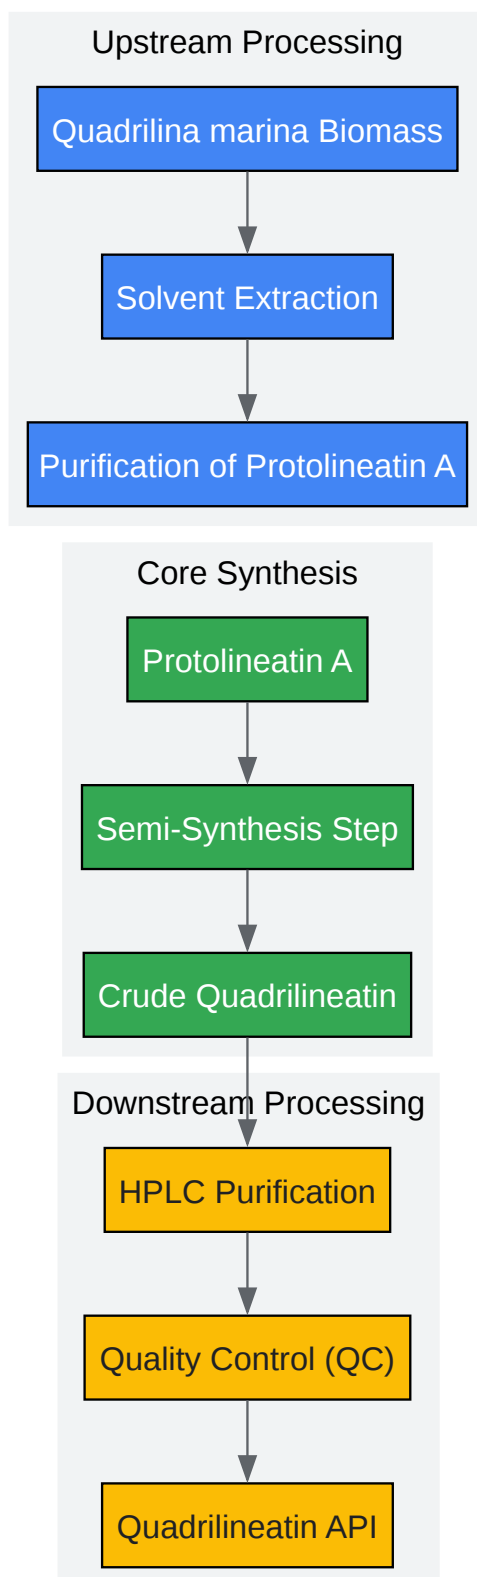 Upstream Processing
Quadrilina marina Biomass
Solvent Extraction
Purification of Protolineatin A
Core Synthesis
Protolineatin A
Semi-Synthesis Step
Crude Quadrilineatin
Downstream Processing
HPLC Purification
Quality Control (QC)
Quadrilineatin API